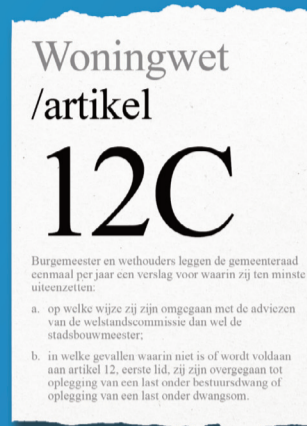 Woningwet
/artikel
12C
Burgemeester en wethouders leggen de gemeenteraad
eenmaal per jaar een verslag voor waarin zij ten minste
uiteenzetten:
a. op welke wijze zij zijn omgegaan met de adviezen
van de welstandscommissie dan wel de
stadsbouwmeester;
b. in welke gevallen waarin niet is of wordt voldaan
aan artikel 12, eerste lid, zij zijn overgegaan tot
oplegging van een last onder bestuursdwang of
oplegging van een last onder dwangsom.